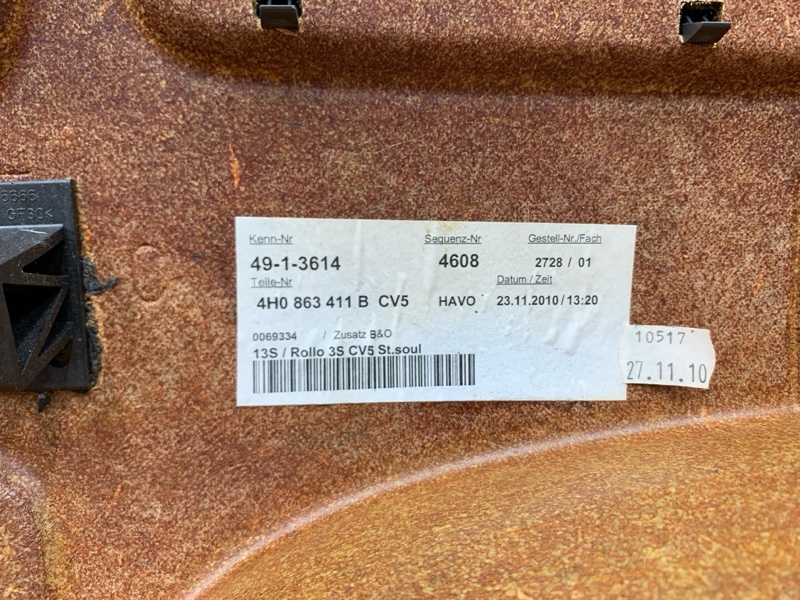 6666
GF30<
Kenn-Nr Sequenz-Nr Gestell-Nr./Fach
49-1-3614 4608 2728 / 01
Teile-Nr Datum / Zeit
4H0 863 411 B CV5 HAVO 23.11.2010/13:20
0069334 / Zusatz B&O
13S / Rollo 3S CV5 St.soul
10517
27.11.10